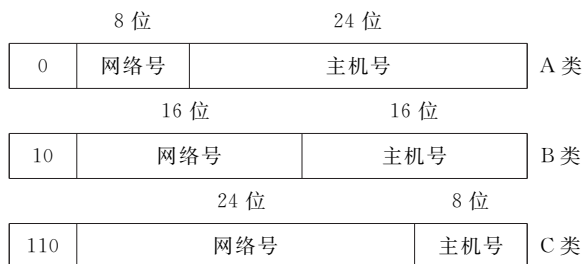 8 位 24 位
0 网络号 主机号 A 类
16 位 16 位
10 网络号 主机号 B 类
24 位 8 位
110 网络号 主机号 C 类